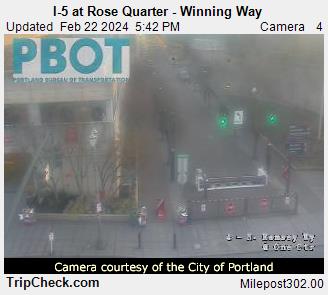 I-5 at Rose Quarter - Winning Way
Updated Feb 22 2024 5:42 PM Camera 4
PBOT
PORTLAND BUREAU OF TRANSPORTATION
Camera courtesy of the City of Portland
TripCheck.com Milepost302.00